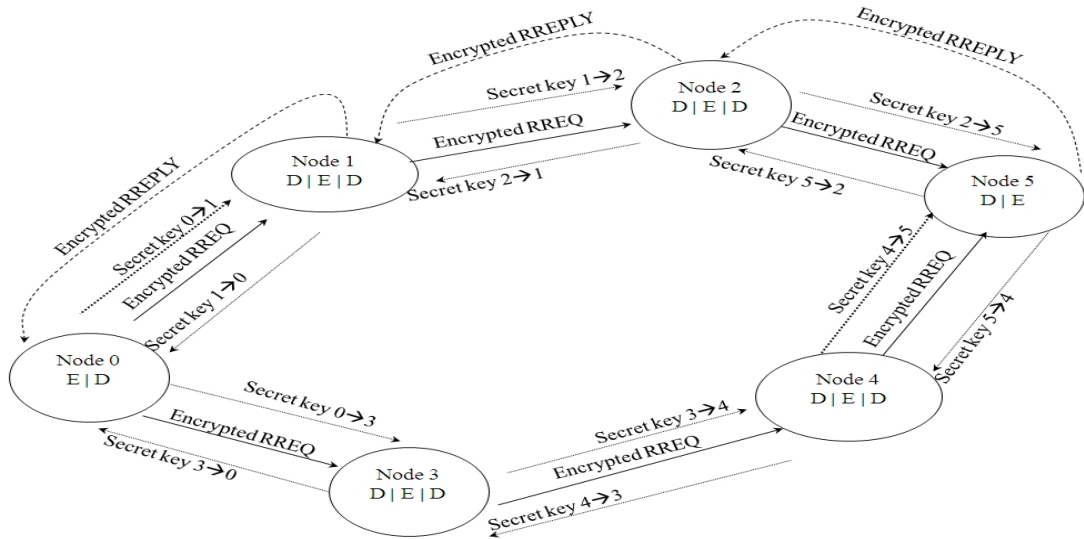 Encrypted RREPLY
Encrypted RREPLY
Node 2
D | E | D
Secret key 1→2
Secret key 2→5
Encrypted RREQ
Encrypted RREQ
Node 1
D | E | D
Secret key 2→1
Secret key 5→2
Node 5
D | E
Encrypted RREPLY
Secret key 0→1
Encrypted RREQ
Secret key 1→0
Secret key 4→5
Encrypted RREQ
Secret key 5→4
Node 0
E | D
Node 4
D | E | D
Secret key 0→3
Encrypted RREQ
Secret key 3→0
Secret key 3→4
Encrypted RREQ
Secret key 4→3
Node 3
D | E | D